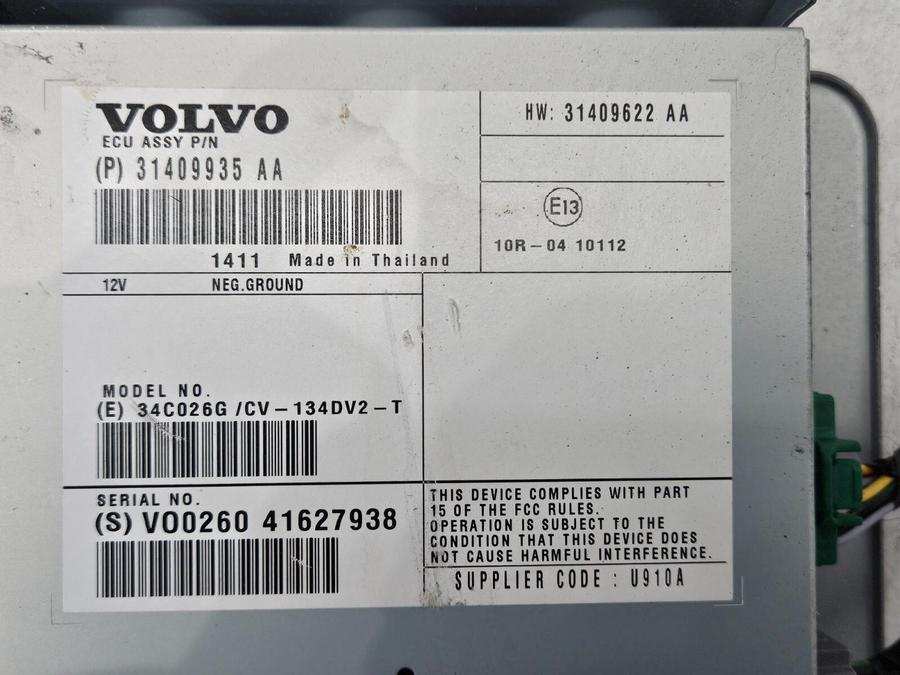 VOLVO
ECU ASSY P/N
(P) 31409935 AA
1411 Made in Thailand
HW: 31409622 AA
E13
10R-04 10112
12V NEG.GROUND
MODEL NO.
(E) 34C026G /CV-134DV2-T
SERIAL NO.
(S) VO0260 41627938
THIS DEVICE COMPLIES WITH PART
15 OF THE FCC RULES.
OPERATION IS SUBJECT TO THE
CONDITION THAT THIS DEVICE DOES
NOT CAUSE HARMFUL INTERFERENCE.
SUPPLIER CODE : U910A